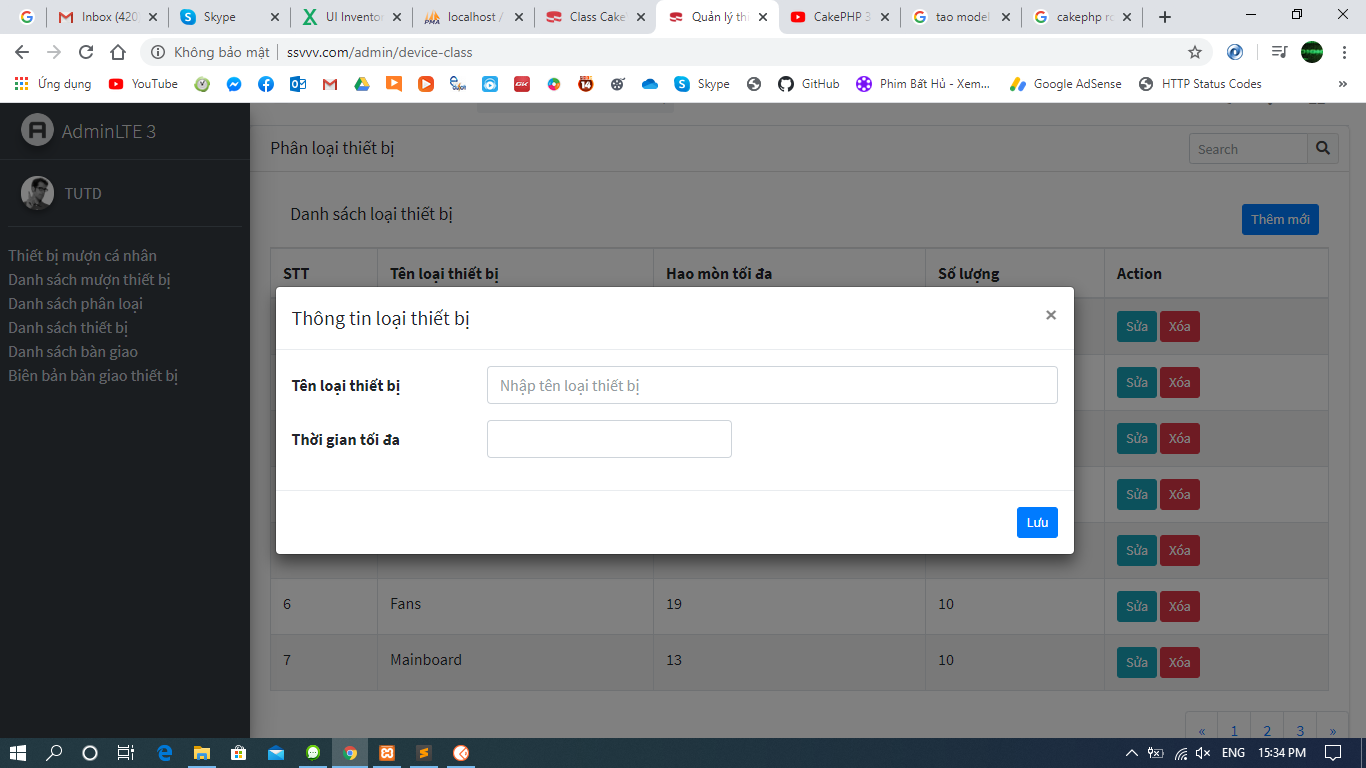 Inbox (420
Skype
UI Invento
localhost /
Class Cake
Quản lý th
CakePHP 3
tao model
cakephp ro
Không bảo mật
ssvvv.com/admin/device-class
Ứng dụng
YouTube
Skype
GitHub
Phim Bất Hủ - Xem...
Google AdSense
HTTP Status Codes
»
AdminLTE 3
TUTD
Thiết bị mượn cá nhân
Danh sách mượn thiết bị
Danh sách phân loại
Danh sách thiết bị
Danh sách bàn giao
Biên bản bàn giao thiết bị
Phân loại thiết bị
Search
Danh sách loại thiết bị
Thêm mới
STT Tên loại thiết bị Hao mòn tối đa Số lượng Action
Thông tin loại thiết bị ×
Tên loại thiết bị Nhập tên loại thiết bị
Thời gian tối đa
Lưu
Sửa Xóa
Sửa Xóa
Sửa Xóa
Sửa Xóa
Sửa Xóa
6 Fans 19 10 Sửa Xóa
7 Mainboard 13 10 Sửa Xóa
« 1 2 3 »
ENG 15:34 PM